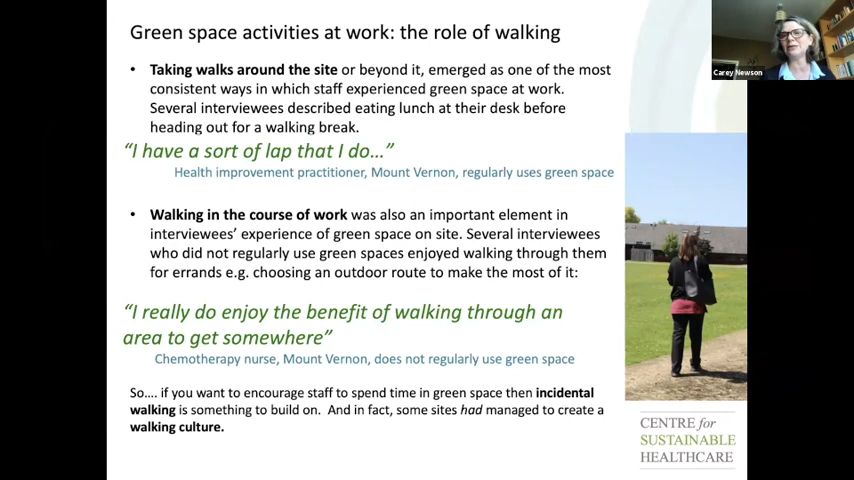 Green space activities at work: the role of walking
Carey Newson
• Taking walks around the site or beyond it, emerged as one of the most
consistent ways in which staff experienced green space at work.
Several interviewees described eating lunch at their desk before
heading out for a walking break.
“I have a sort of lap that I do…”
Health improvement practitioner, Mount Vernon, regularly uses green space
• Walking in the course of work was also an important element in
interviewees’ experience of green space on site. Several interviewees
who did not regularly use green spaces enjoyed walking through them
for errands e.g. choosing an outdoor route to make the most of it:
“I really do enjoy the benefit of walking through an
area to get somewhere”
Chemotherapy nurse, Mount Vernon, does not regularly use green space
So…. if you want to encourage staff to spend time in green space then incidental
walking is something to build on. And in fact, some sites had managed to create a
walking culture.
CENTRE for
SUSTAINABLE
HEALTHCARE